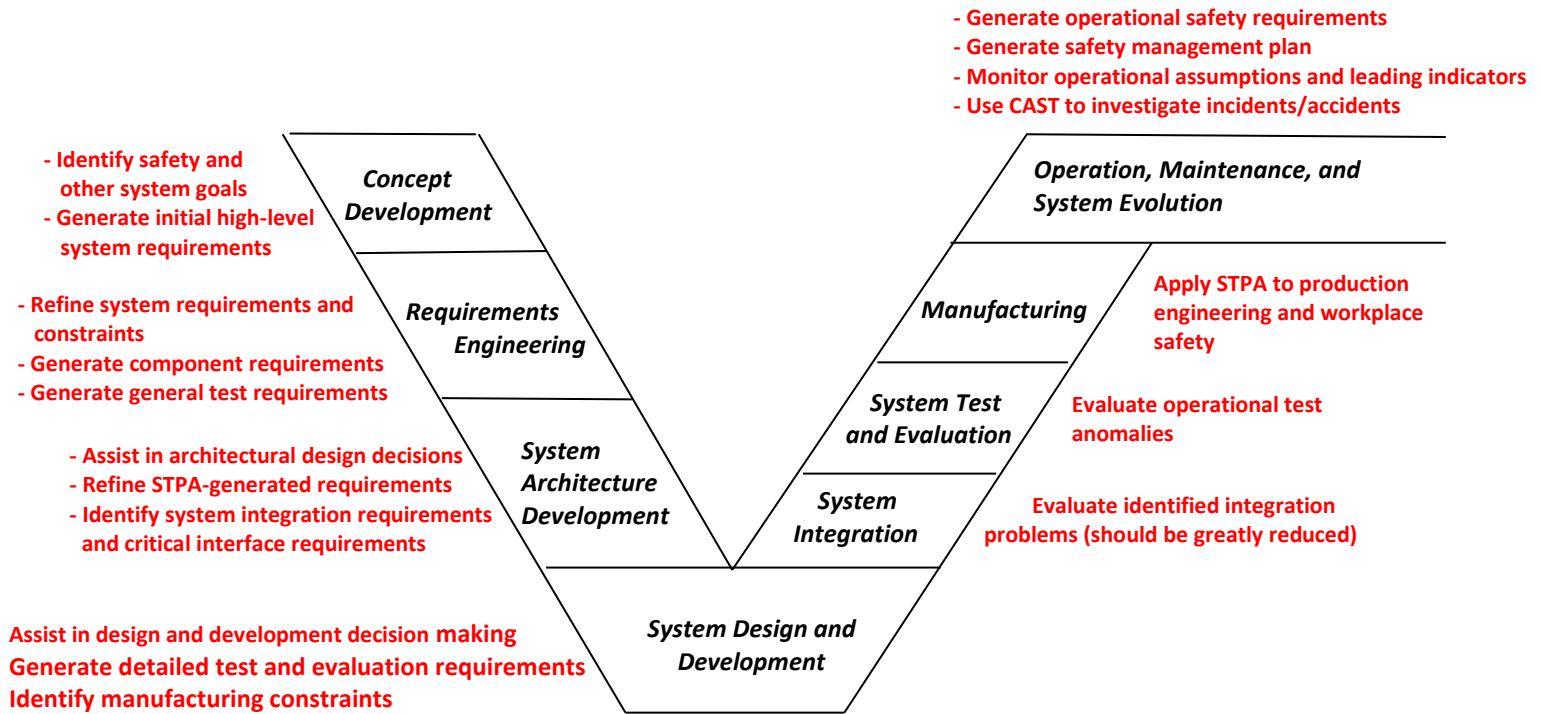 - Generate operational safety requirements
- Generate safety management plan
- Monitor operational assumptions and leading indicators
- Use CAST to investigate incidents/accidents
- Identify safety and
other system goals
- Generate initial high-level
system requirements
Concept
Development
Operation, Maintenance, and
System Evolution
- Refine system requirements and
constraints
- Generate component requirements
- Generate general test requirements
Requirements
Engineering
Manufacturing
Apply STPA to production
engineering and workplace
safety
- Assist in architectural design decisions
- Refine STPA-generated requirements
- Identify system integration requirements
and critical interface requirements
System
Architecture
Development
System Test
and Evaluation
Evaluate operational test
anomalies
System
Integration
Evaluate identified integration
problems (should be greatly reduced)
Assist in design and development decision making
Generate detailed test and evaluation requirements
Identify manufacturing constraints
System Design and
Development